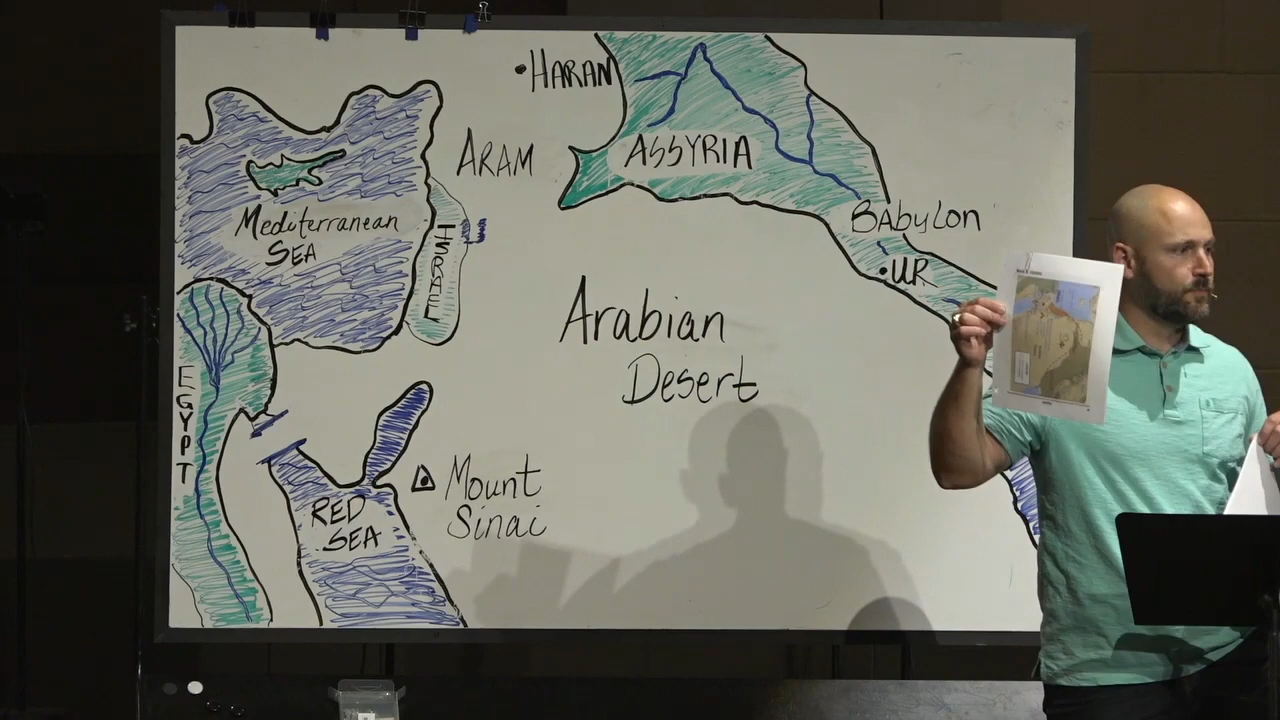 HARAN
ARAM
ASSYRIA
Mediterranean
SEA
ISRAEL
BAbylon
UR
Arabian
Desert
EGYPT
RED
SEA
Mount
Sinai